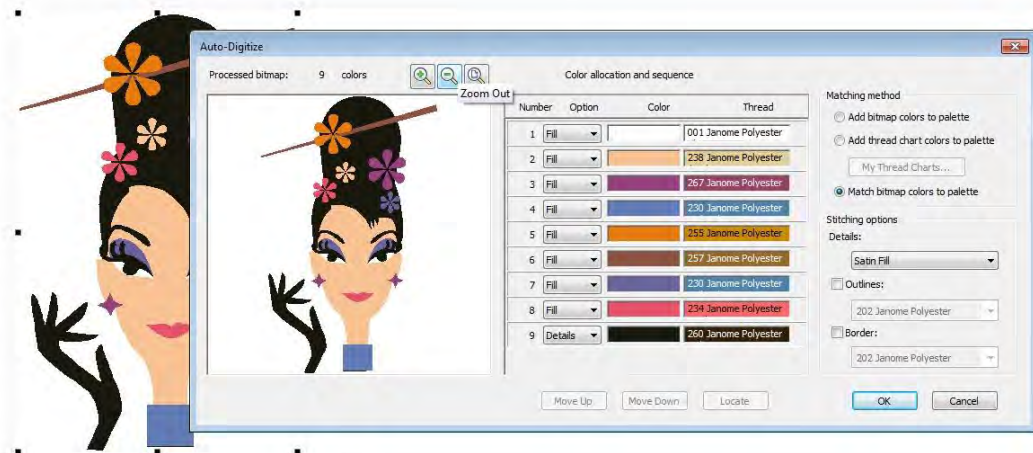 Auto-Digitize
Processed bitmap: 9 colors
Zoom Out
Color allocation and sequence
Number Option Color Thread
1 Fill 001 Janome Polyester
2 Fill 238 Janome Polyester
3 Fill 267 Janome Polyester
4 Fill 230 Janome Polyester
5 Fill 255 Janome Polyester
6 Fill 257 Janome Polyester
7 Fill 230 Janome Polyester
8 Fill 234 Janome Polyester
9 Details 260 Janome Polyester
Move Up Move Down Locate
Matching method
Add bitmap colors to palette
Add thread chart colors to palette
My Thread Charts...
Match bitmap colors to palette
Stitching options
Details:
Satin Fill
Outlines:
202 Janome Polyester
Border:
202 Janome Polyester
OK Cancel